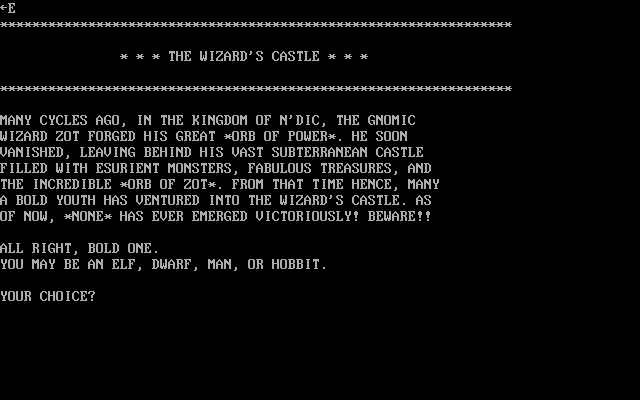 ←E
****************************************************************
* * * THE WIZARD'S CASTLE * * *
****************************************************************
MANY CYCLES AGO, IN THE KINGDOM OF N'DIC, THE GNOMIC
WIZARD ZOT FORGED HIS GREAT *ORB OF POWER*. HE SOON
VANISHED, LEAVING BEHIND HIS VAST SUBTERRANEAN CASTLE
FILLED WITH ESURIENT MONSTERS, FABULOUS TREASURES, AND
THE INCREDIBLE *ORB OF ZOT*. FROM THAT TIME HENCE, MANY
A BOLD YOUTH HAS VENTURED INTO THE WIZARD'S CASTLE. AS
OF NOW, *NONE* HAS EVER EMERGED VICTORIOUSLY! BEWARE!!
ALL RIGHT, BOLD ONE.
YOU MAY BE AN ELF, DWARF, MAN, OR HOBBIT.
YOUR CHOICE?